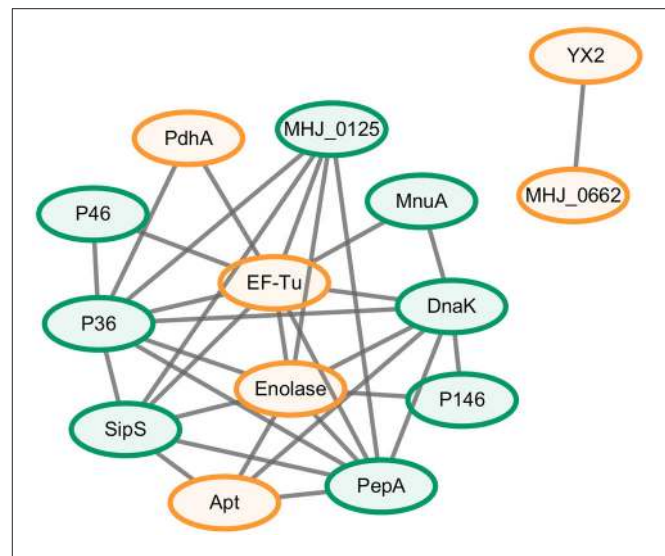 YX2
PdhA
MHJ_0125
MHJ_0662
P46
MnuA
EF-Tu
DnaK
P36
Enolase
P146
SipS
PepA
Apt